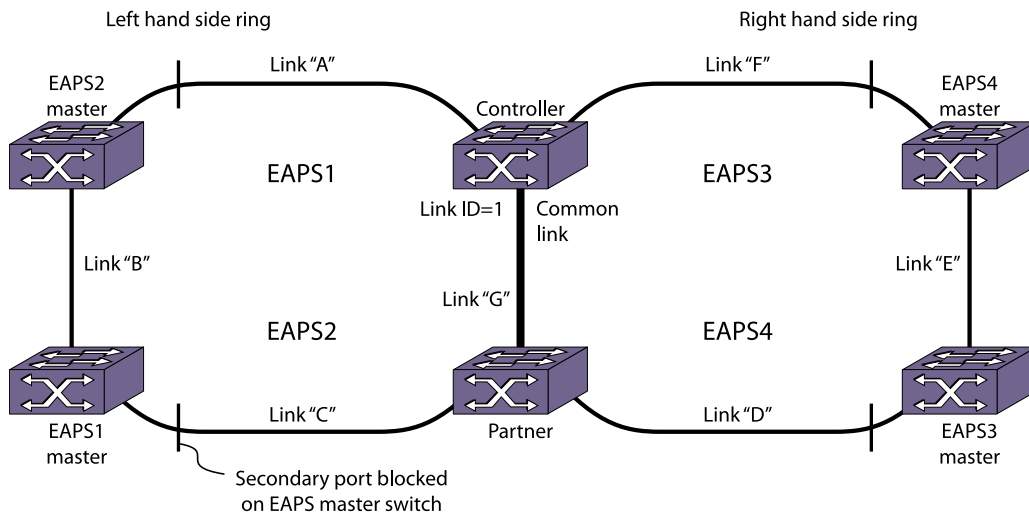 Left hand side ring
Right hand side ring
Link “A”
Link “F”
EAPS2
master
Controller
EAPS4
master
EAPS1
EAPS3
Link ID=1
Common
link
Link “B”
Link “E”
Link “G”
EAPS2
EAPS4
Link “C”
Link “D”
EAPS1
master
Partner
EAPS3
master
Secondary port blocked
on EAPS master switch